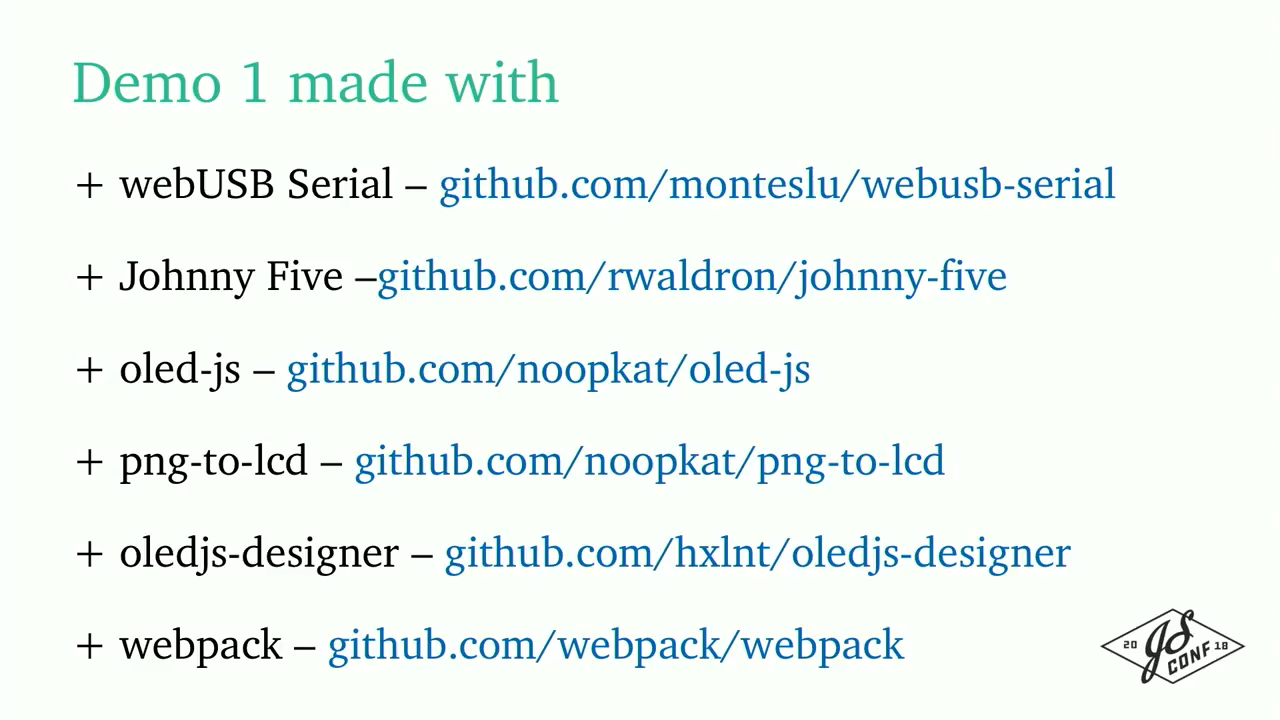 Demo 1 made with
+ webUSB Serial – github.com/monteslu/webusb-serial
+ Johnny Five –github.com/rwaldron/johnny-five
+ oled-js – github.com/noopkat/oled-js
+ png-to-lcd – github.com/noopkat/png-to-lcd
+ oledjs-designer – github.com/hxlnt/oledjs-designer
+ webpack – github.com/webpack/webpack
20 JS CONF 18